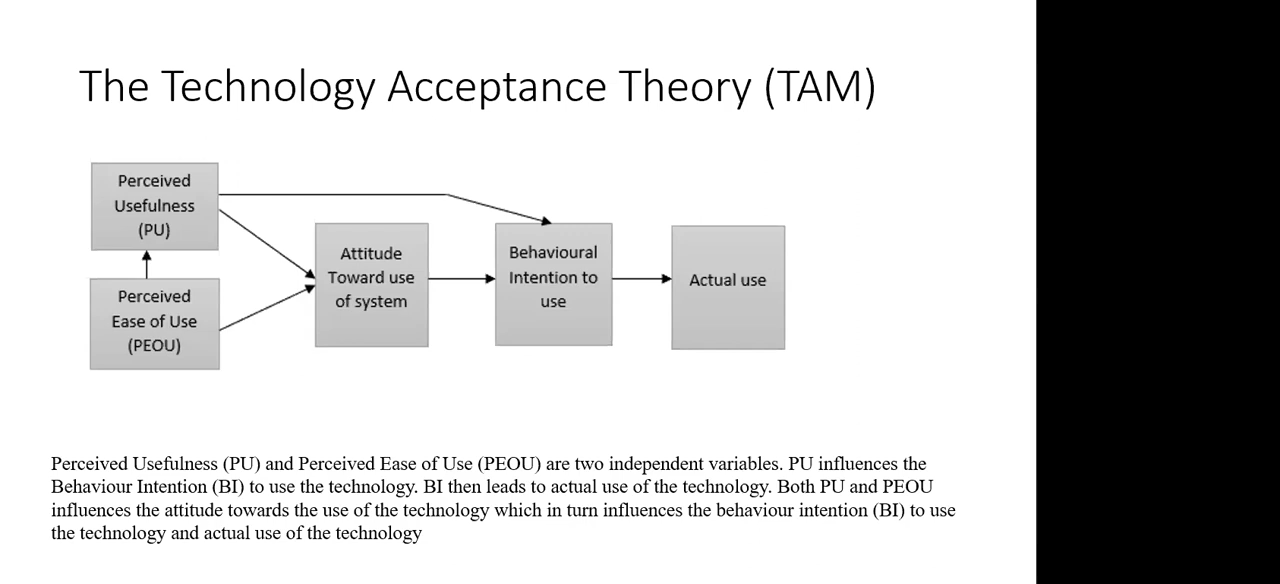 The Technology Acceptance Theory (TAM)
Perceived
Usefulness
(PU)
Perceived
Ease of Use
(PEOU)
Attitude
Toward use
of system
Behavioural
Intention to
use
Actual use
Perceived Usefulness (PU) and Perceived Ease of Use (PEOU) are two independent variables. PU influences the
Behaviour Intention (BI) to use the technology. BI then leads to actual use of the technology. Both PU and PEOU
influences the attitude towards the use of the technology which in turn influences the behaviour intention (BI) to use
the technology and actual use of the technology